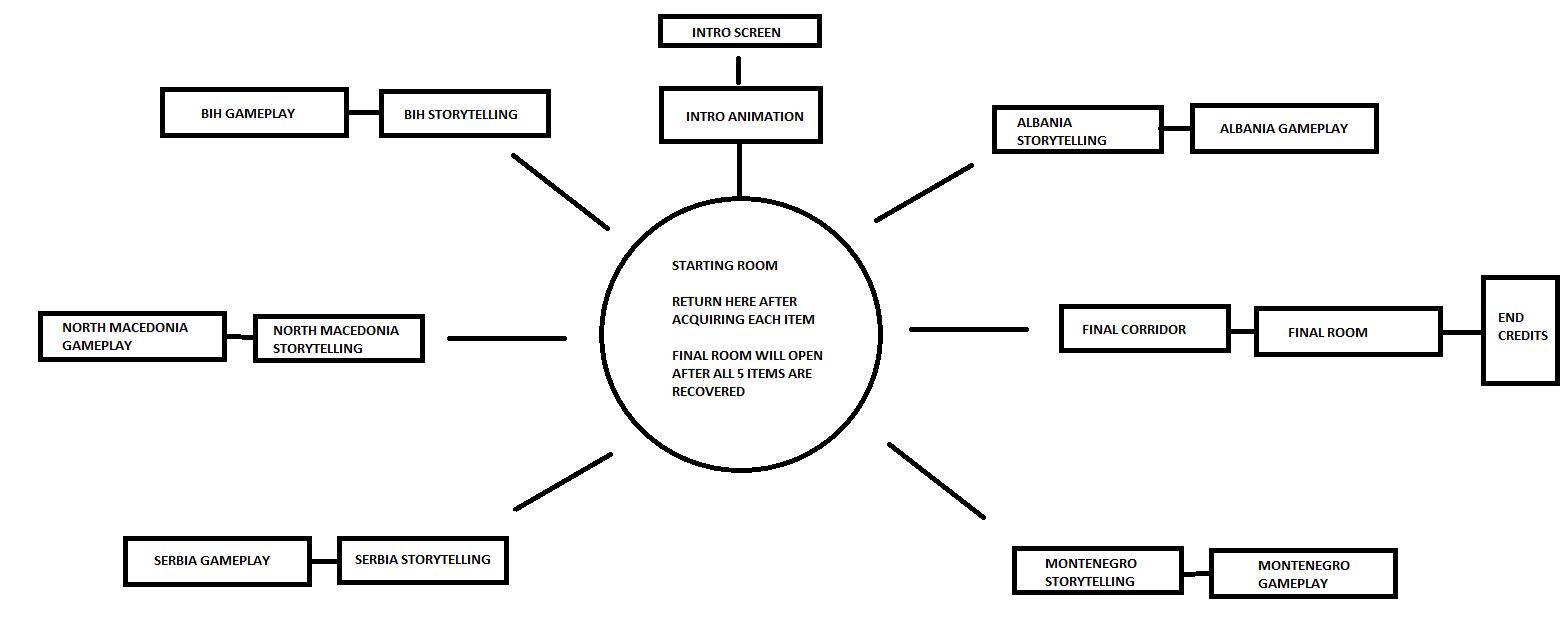 INTRO SCREEN
INTRO ANIMATION
BIH GAMEPLAY
BIH STORYTELLING
ALBANIA
STORYTELLING
ALBANIA GAMEPLAY
STARTING ROOM
RETURN HERE AFTER
ACQUIRING EACH ITEM
FINAL ROOM WILL OPEN
AFTER ALL 5 ITEMS ARE
RECOVERED
NORTH MACEDONIA
GAMEPLAY
NORTH MACEDONIA
STORYTELLING
FINAL CORRIDOR
FINAL ROOM
END
CREDITS
SERBIA GAMEPLAY
SERBIA STORYTELLING
MONTENEGRO
STORYTELLING
MONTENEGRO
GAMEPLAY